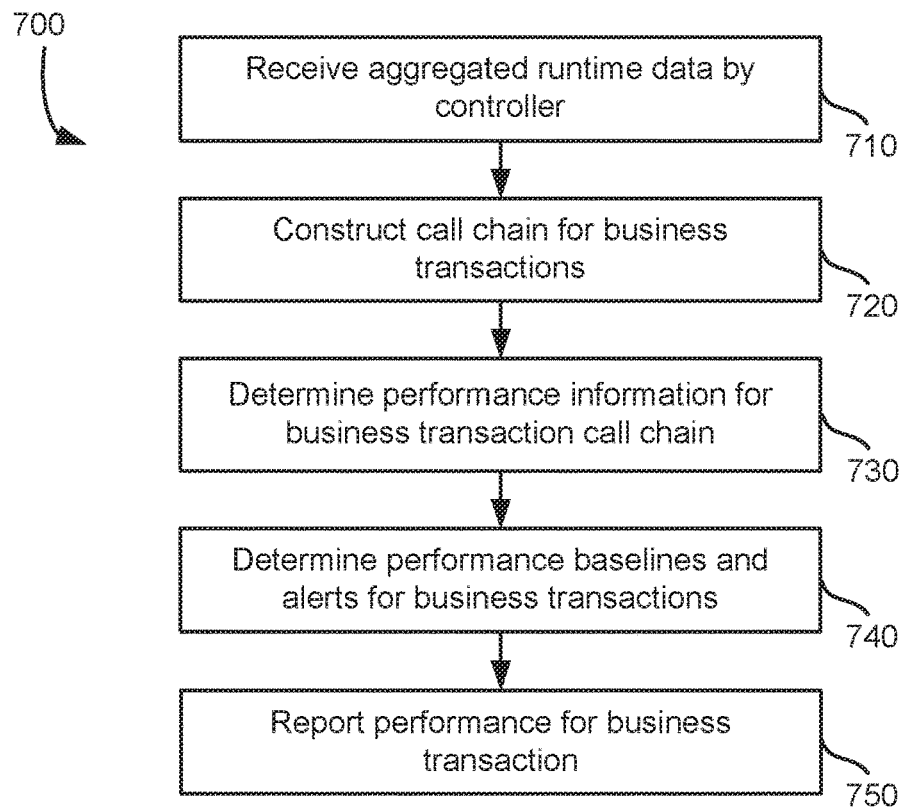 700
Receive aggregated runtime data by
controller
710
Construct call chain for business
transactions
720
Determine performance information for
business transaction call chain
730
Determine performance baselines and
alerts for business transactions
740
Report performance for business
transaction
750